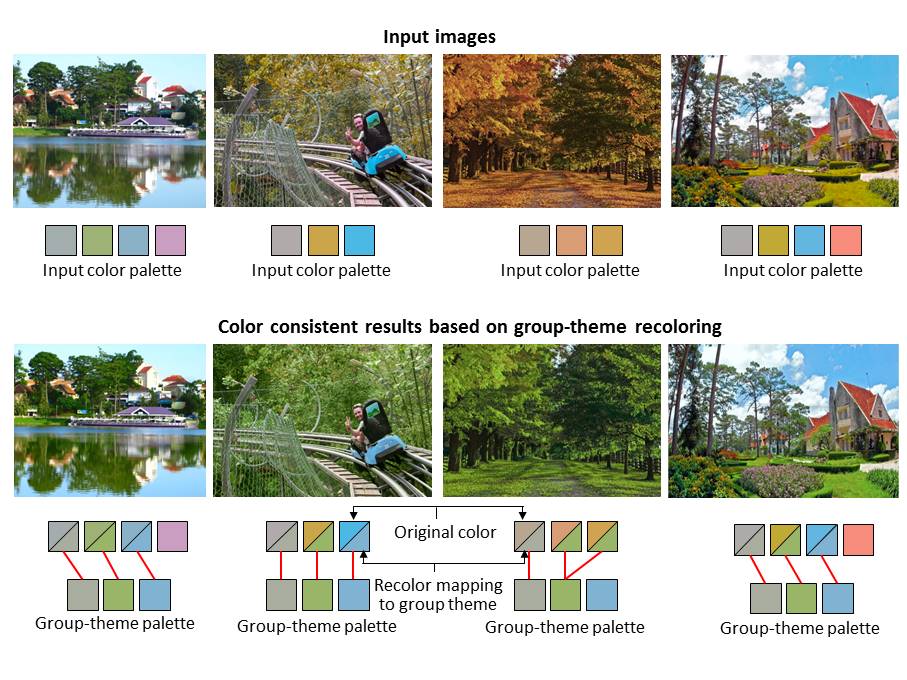 Input images
Input color palette
Input color palette
Input color palette
Input color palette
Color consistent results based on group-theme recoloring
Original color
Recolor mapping
to group theme
Group-theme palette
Group-theme palette
Group-theme palette
Group-theme palette